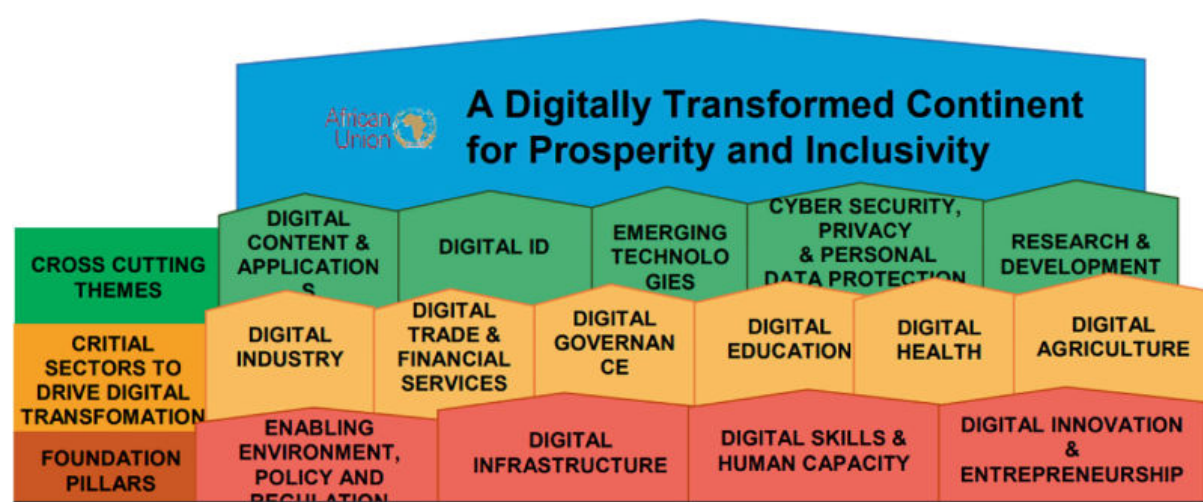 African
Union
A Digitally Transformed Continent
for Prosperity and Inclusivity
CROSS CUTTING
THEMES
DIGITAL
CONTENT &
APPLICATION
S
DIGITAL ID
EMERGING
TECHNOLO
GIES
CYBER SECURITY,
PRIVACY
& PERSONAL
DATA PROTECTION
RESEARCH &
DEVELOPMENT
CRITIAL
SECTORS TO
DRIVE DIGITAL
TRANSFOMATION
DIGITAL
INDUSTRY
DIGITAL
TRADE &
FINANCIAL
SERVICES
DIGITAL
GOVERNAN
CE
DIGITAL
EDUCATION
DIGITAL
HEALTH
DIGITAL
AGRICULTURE
FOUNDATION
PILLARS
ENABLING
ENVIRONMENT,
POLICY AND
REGULATION
DIGITAL
INFRASTRUCTURE
DIGITAL SKILLS &
HUMAN CAPACITY
DIGITAL INNOVATION
&
ENTREPRENEURSHIP